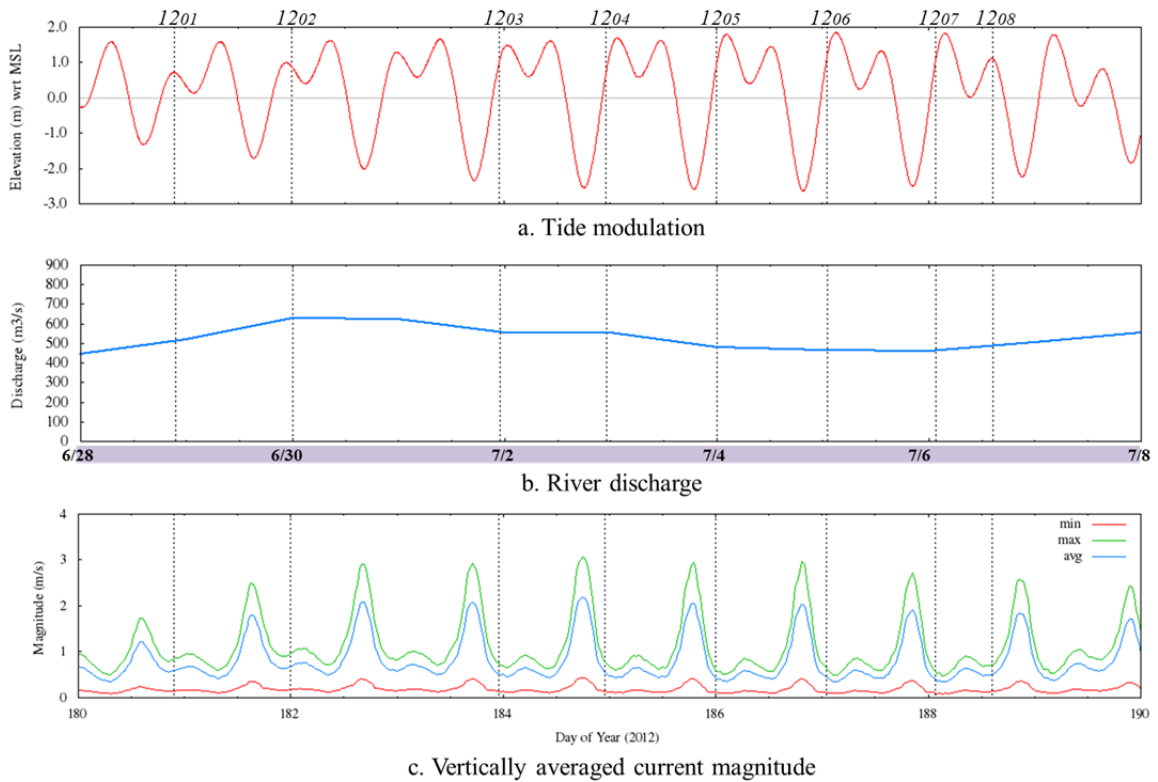 1201 1202 1203 1204 1205 1206 1207 1208
2.0
1.0
0.0
-1.0
-2.0
-3.0
Elevation (m) wrt MSL
a. Tide modulation
900
800
700
600
500
400
300
200
100
0
Discharge (m3/s)
6/28 6/30 7/2 7/4 7/6 7/8
b. River discharge
4
3
2
1
0
Magnitude (m/s)
min
max
avg
180 182 184 186 188 190
Day of Year (2012)
c. Vertically averaged current magnitude